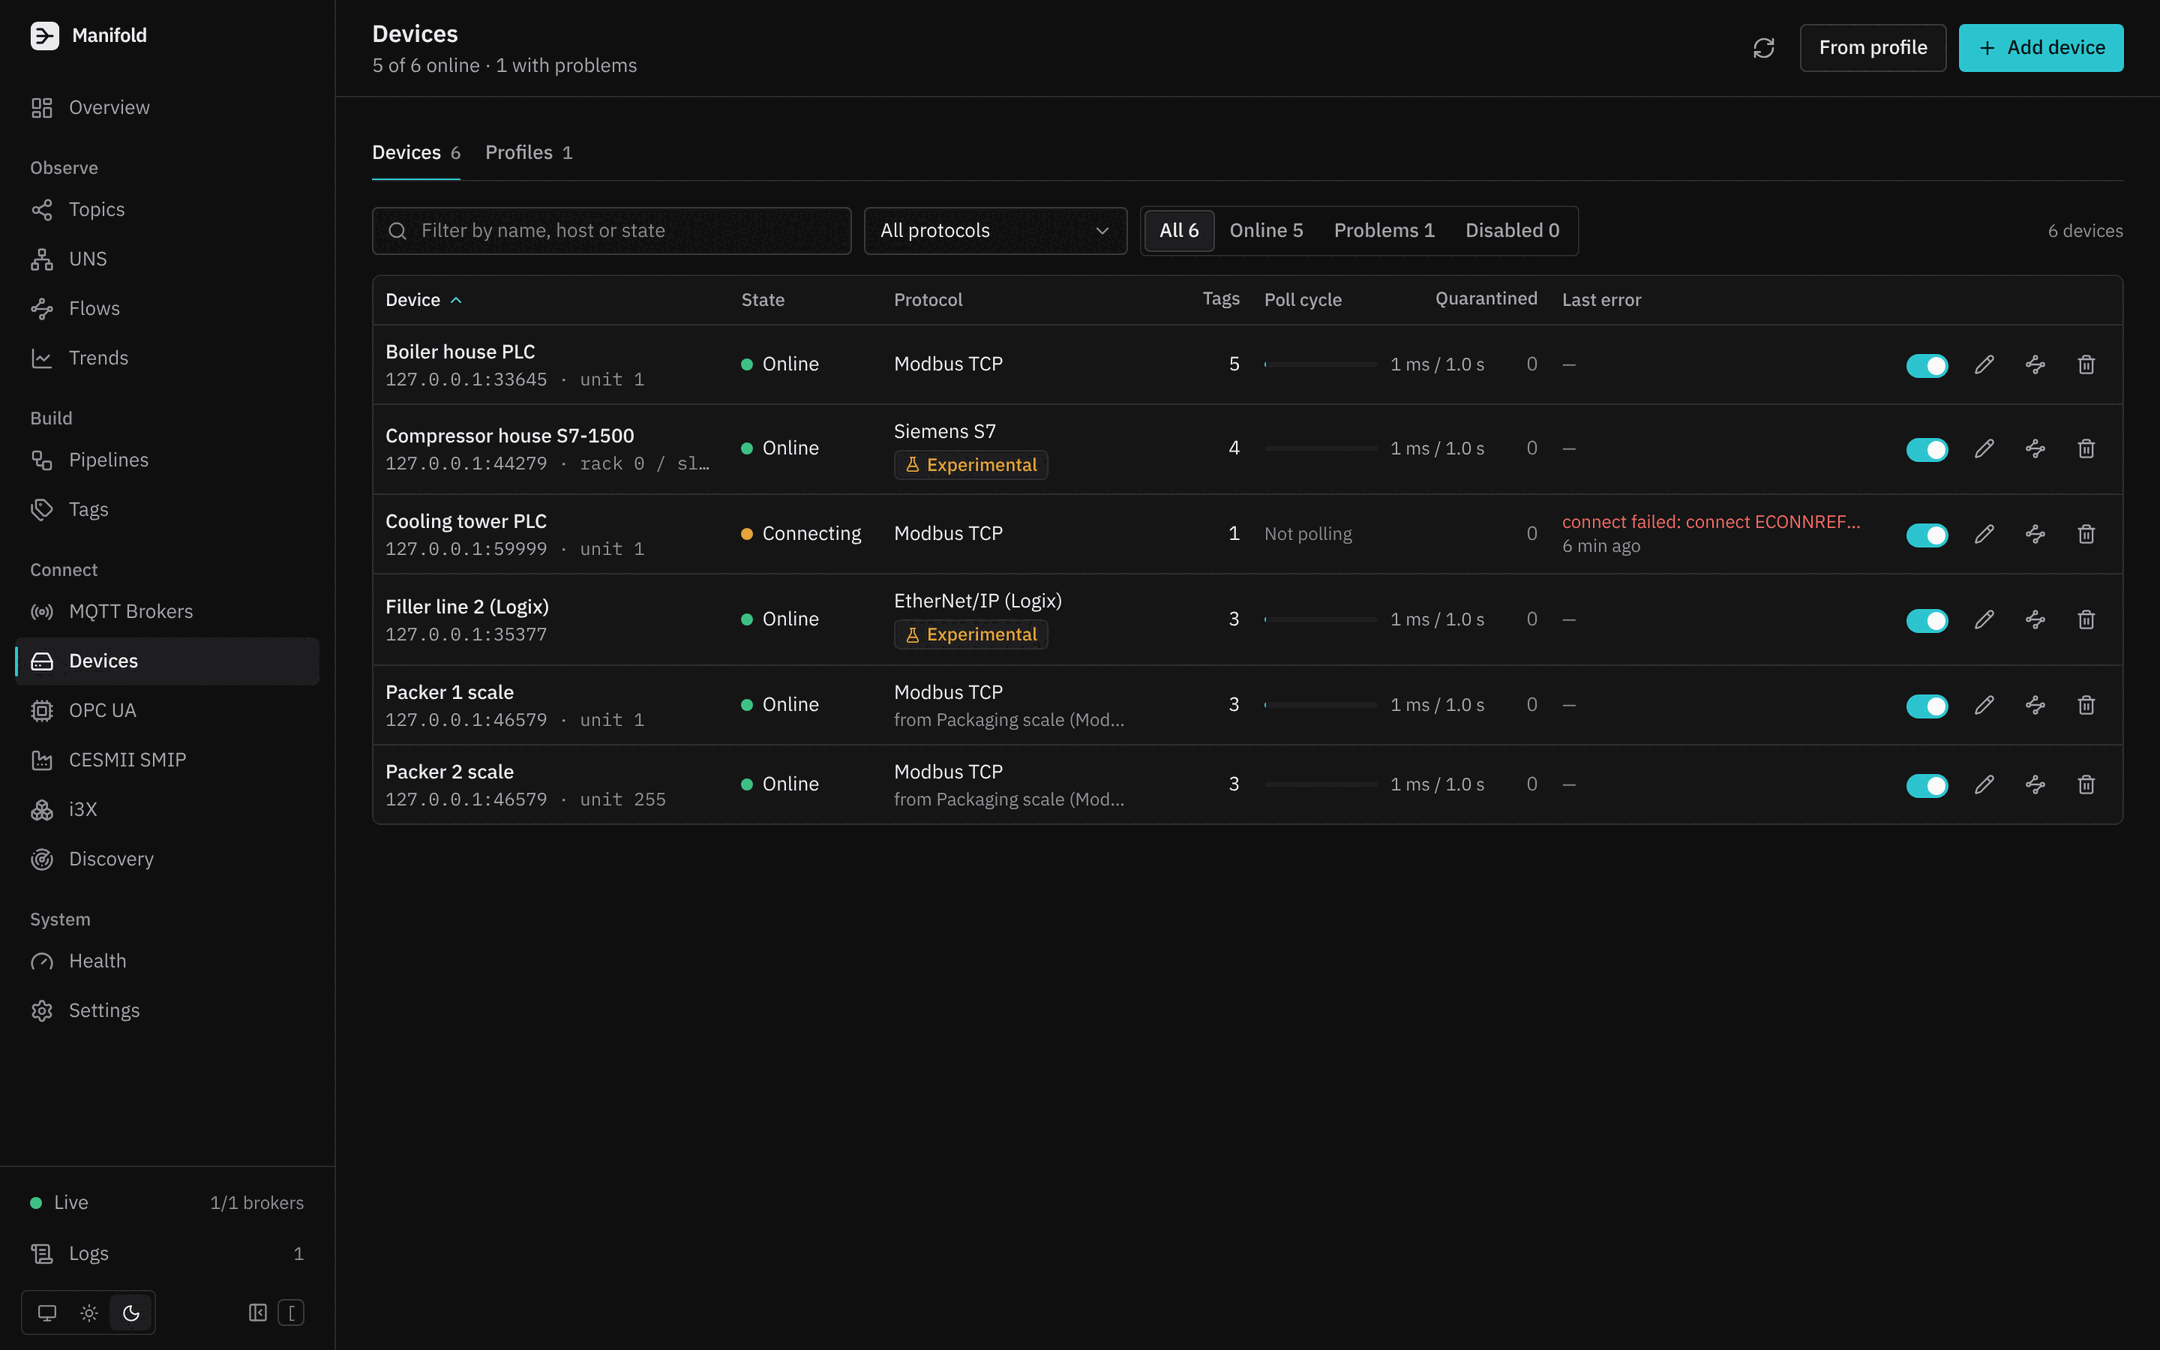 Manifold
Overview
Observe
Topics
UNS
Flows
Trends
Build
Pipelines
Tags
Connect
MQTT Brokers
Devices
OPC UA
CESMII SMIP
i3X
Discovery
System
Health
Settings
Live 1/1 brokers
Logs 1
[
Devices
5 of 6 online · 1 with problems
From profile
+ Add device
Devices 6 Profiles 1
Filter by name, host or state
All protocols
All 6 Online 5 Problems 1 Disabled 0
6 devices
Device State Protocol Tags Poll cycle Quarantined Last error
Boiler house PLC
127.0.0.1:33645 · unit 1
Online Modbus TCP 5 1 ms / 1.0 s 0 —
Compressor house S7-1500
127.0.0.1:44279 · rack 0 / sl…
Online Siemens S7
Experimental
4 1 ms / 1.0 s 0 —
Cooling tower PLC
127.0.0.1:59999 · unit 1
Connecting Modbus TCP 1 Not polling 0 connect failed: connect ECONNREF…
6 min ago
Filler line 2 (Logix)
127.0.0.1:35377
Online EtherNet/IP (Logix)
Experimental
3 1 ms / 1.0 s 0 —
Packer 1 scale
127.0.0.1:46579 · unit 1
Online Modbus TCP
from Packaging scale (Mod…
3 1 ms / 1.0 s 0 —
Packer 2 scale
127.0.0.1:46579 · unit 255
Online Modbus TCP
from Packaging scale (Mod…
3 1 ms / 1.0 s 0 —